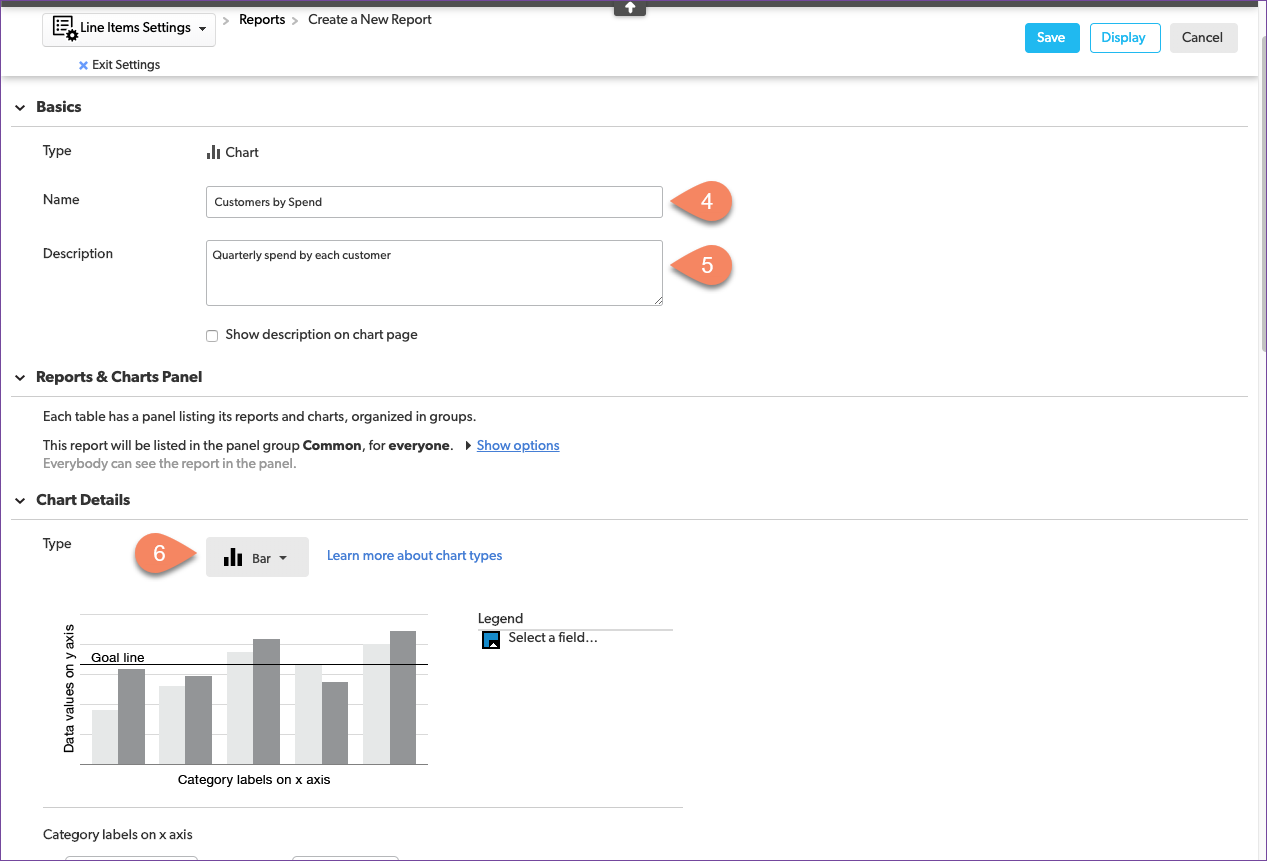 Line Items Settings
Reports
Create a New Report
Save
Display
Cancel
Exit Settings
Basics
Type
Chart
Name
Customers by Spend
4
Description
Quarterly spend by each customer
5
Show description on chart page
Reports & Charts Panel
Each table has a panel listing its reports and charts, organized in groups.
This report will be listed in the panel group Common, for everyone. Show options
Everybody can see the report in the panel.
Chart Details
Type
6
Bar
Learn more about chart types
Legend
Select a field...
Data values on y axis
Goal line
Category labels on x axis
Category labels on x axis